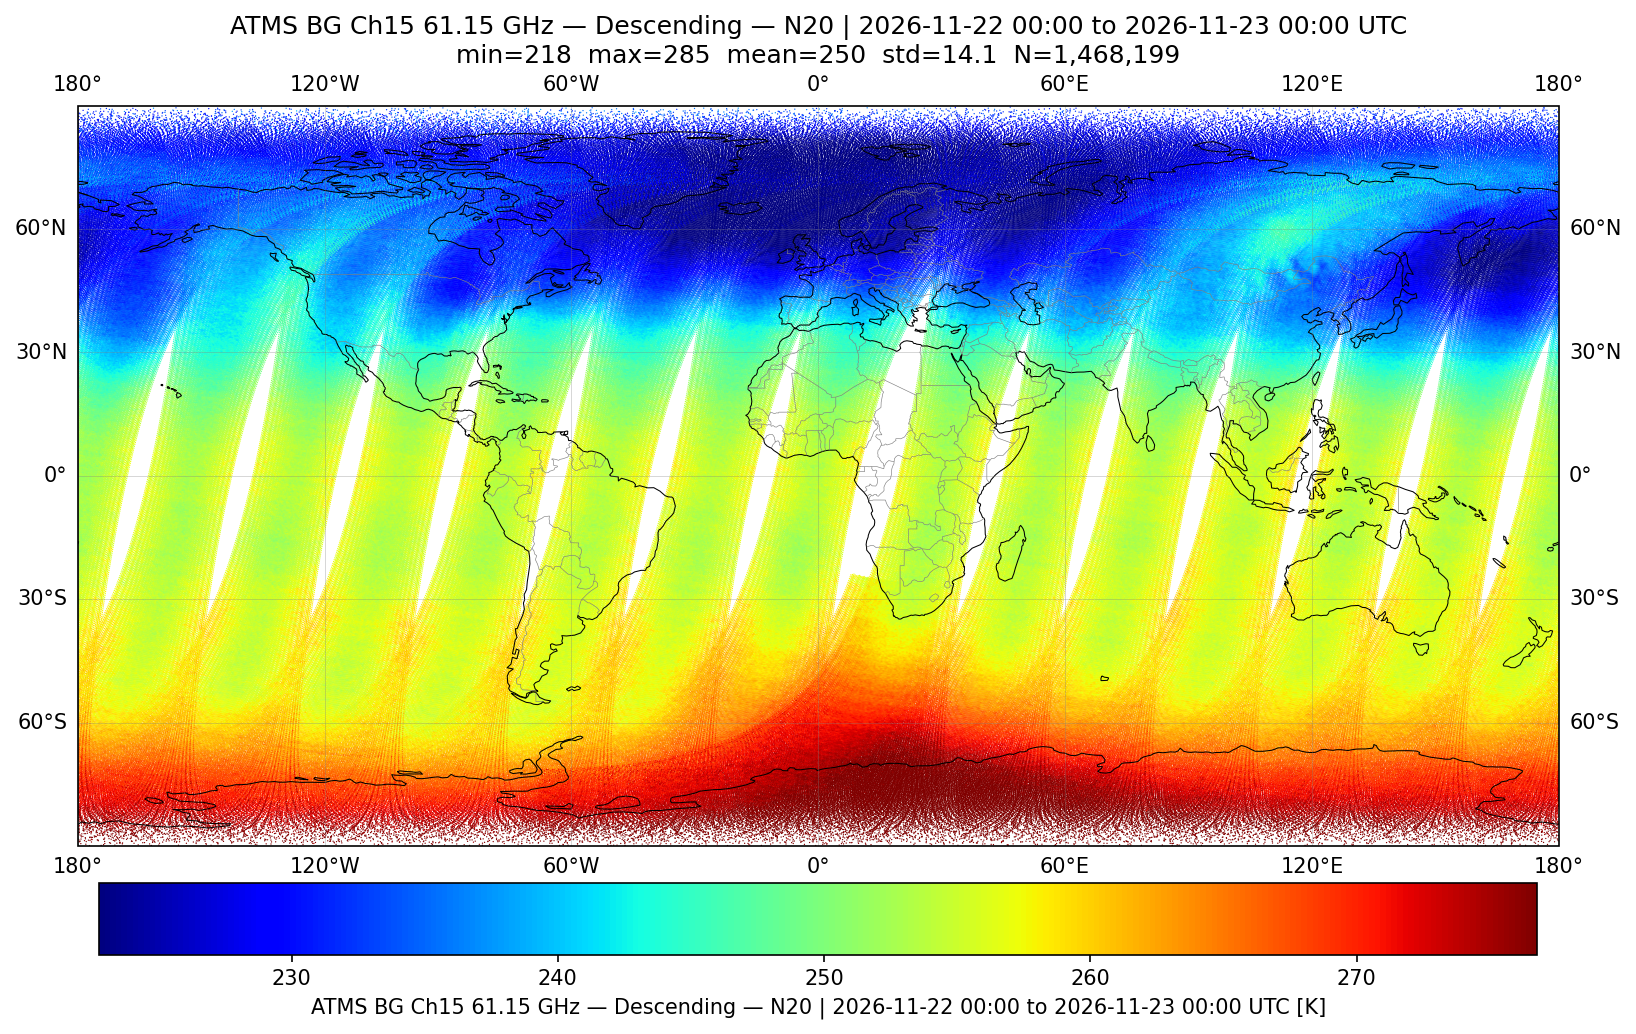 ATMS BG Ch15 61.15 GHz — Descending — N20 | 2026-11-22 00:00 to 2026-11-23 00:00 UTC
min=218 max=285 mean=250 std=14.1 N=1,468,199
180° 120°W 60°W 0° 60°E 120°E 180°
60°N 60°N
30°N 30°N
0° 0°
30°S 30°S
60°S 60°S
180° 120°W 60°W 0° 60°E 120°E 180°
230 240 250 260 270
ATMS BG Ch15 61.15 GHz — Descending — N20 | 2026-11-22 00:00 to 2026-11-23 00:00 UTC [K]